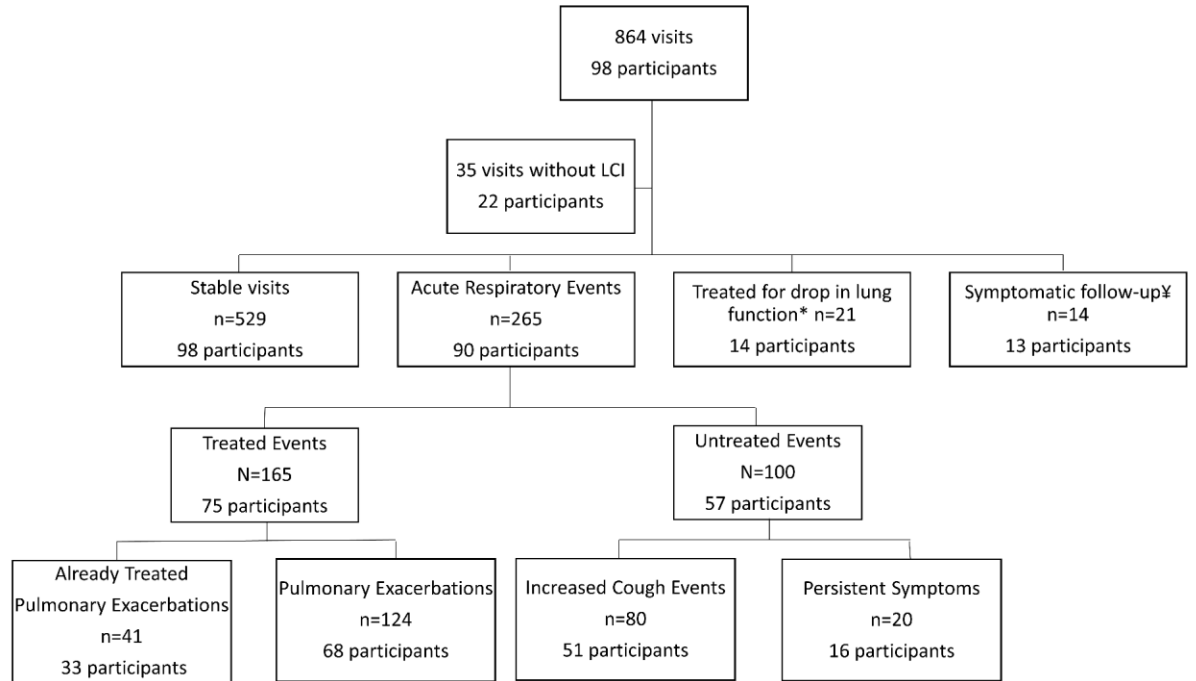 864 visits
98 participants
35 visits without LCI
22 participants
Stable visits
n=529
98 participants
Acute Respiratory Events
n=265
90 participants
Treated for drop in lung
function* n=21
14 participants
Symptomatic follow-up¥
n=14
13 participants
Treated Events
N=165
75 participants
Untreated Events
N=100
57 participants
Already Treated
Pulmonary Exacerbations
n=41
33 participants
Pulmonary Exacerbations
n=124
68 participants
Increased Cough Events
n=80
51 participants
Persistent Symptoms
n=20
16 participants